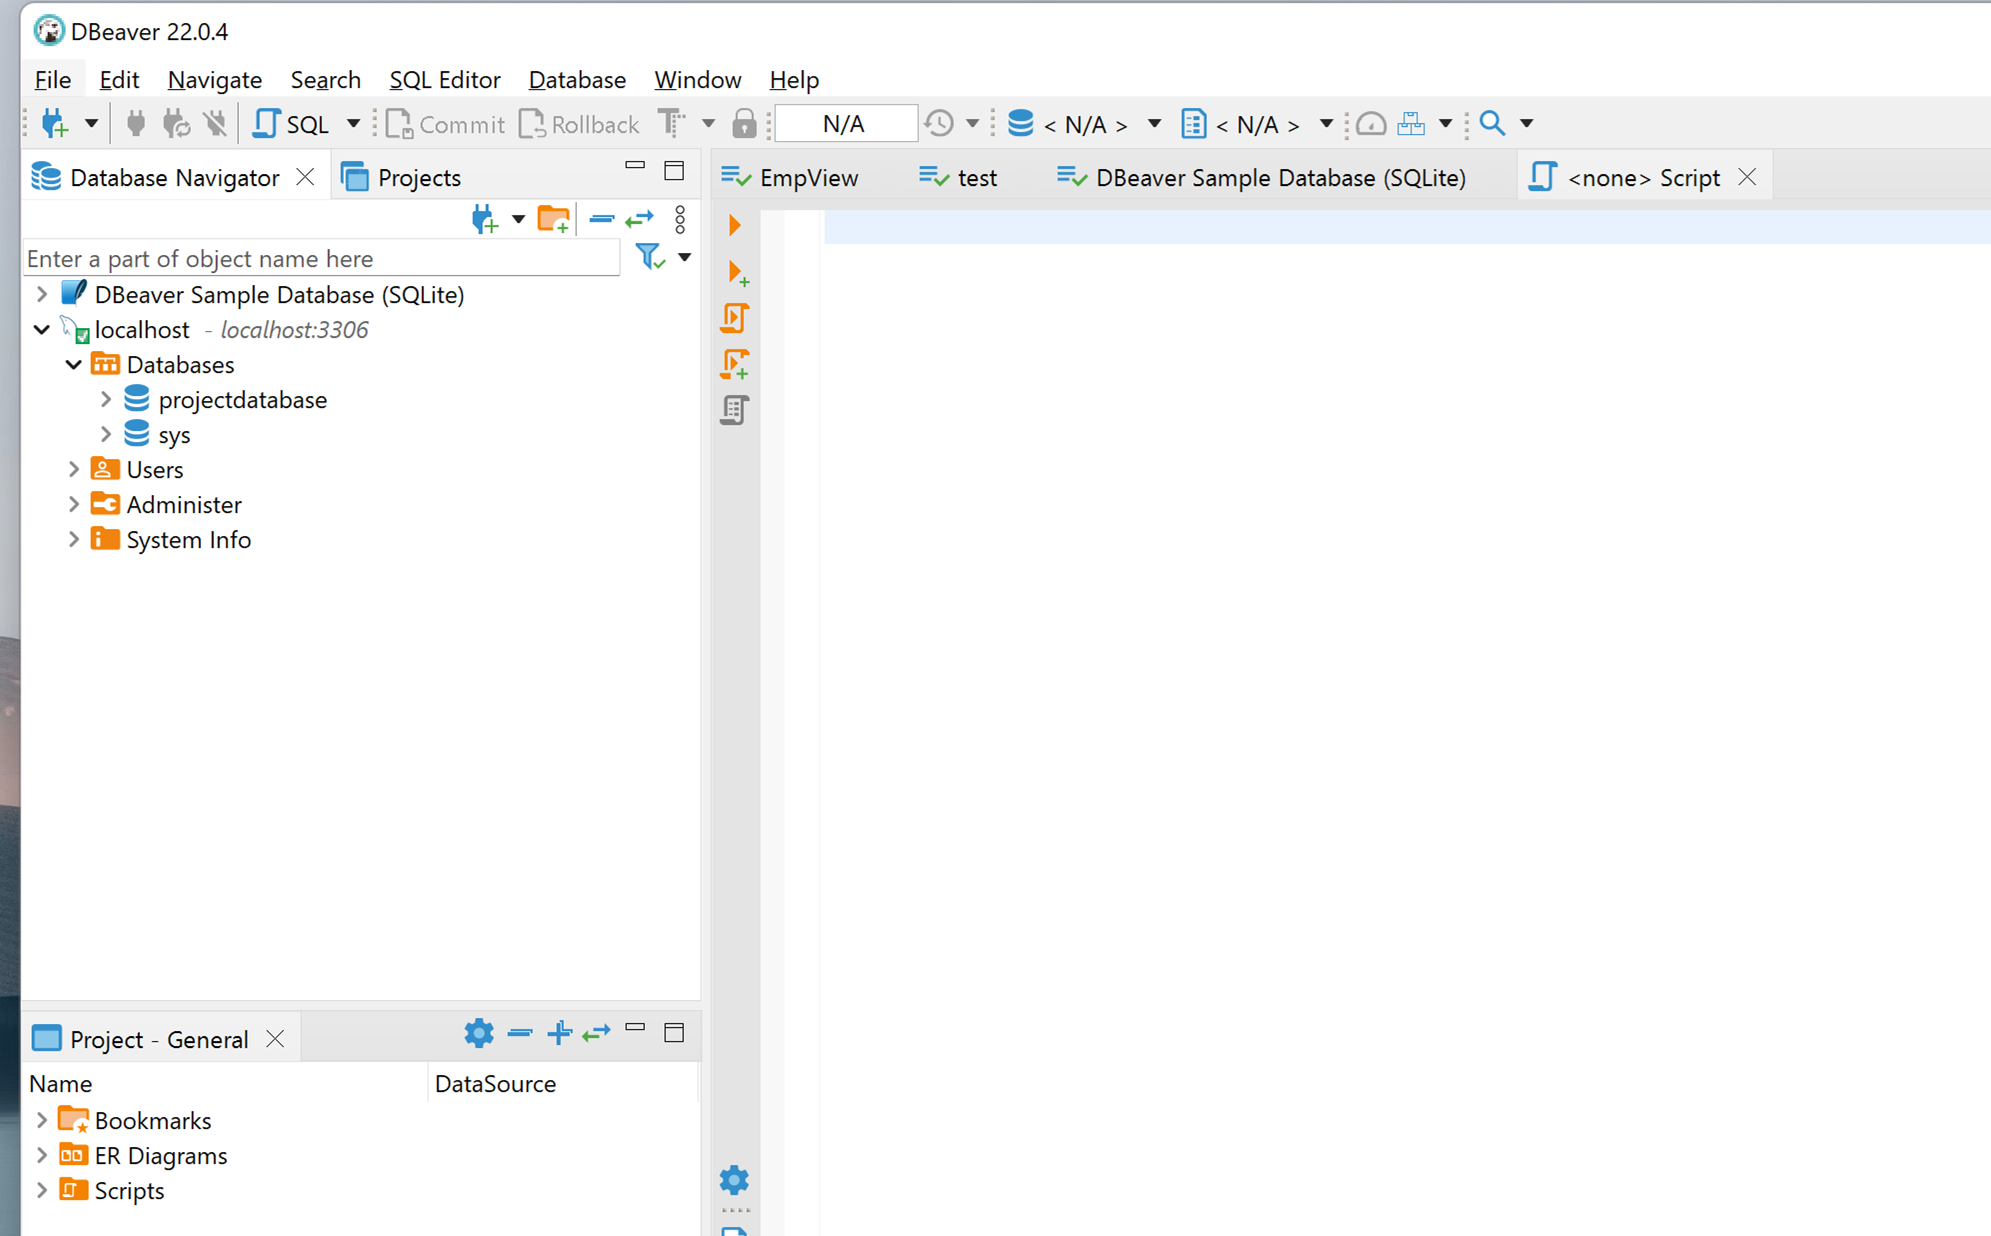 DBeaver 22.0.4
File Edit Navigate Search SQL Editor Database Window Help
SQL Commit Rollback N/A < N/A > < N/A >
Database Navigator Projects
EmpView test DBeaver Sample Database (SQLite) <none> Script
Enter a part of object name here
DBeaver Sample Database (SQLite)
localhost - localhost:3306
Databases
projectdatabase
sys
Users
Administer
System Info
Project - General
Name DataSource
Bookmarks
ER Diagrams
Scripts